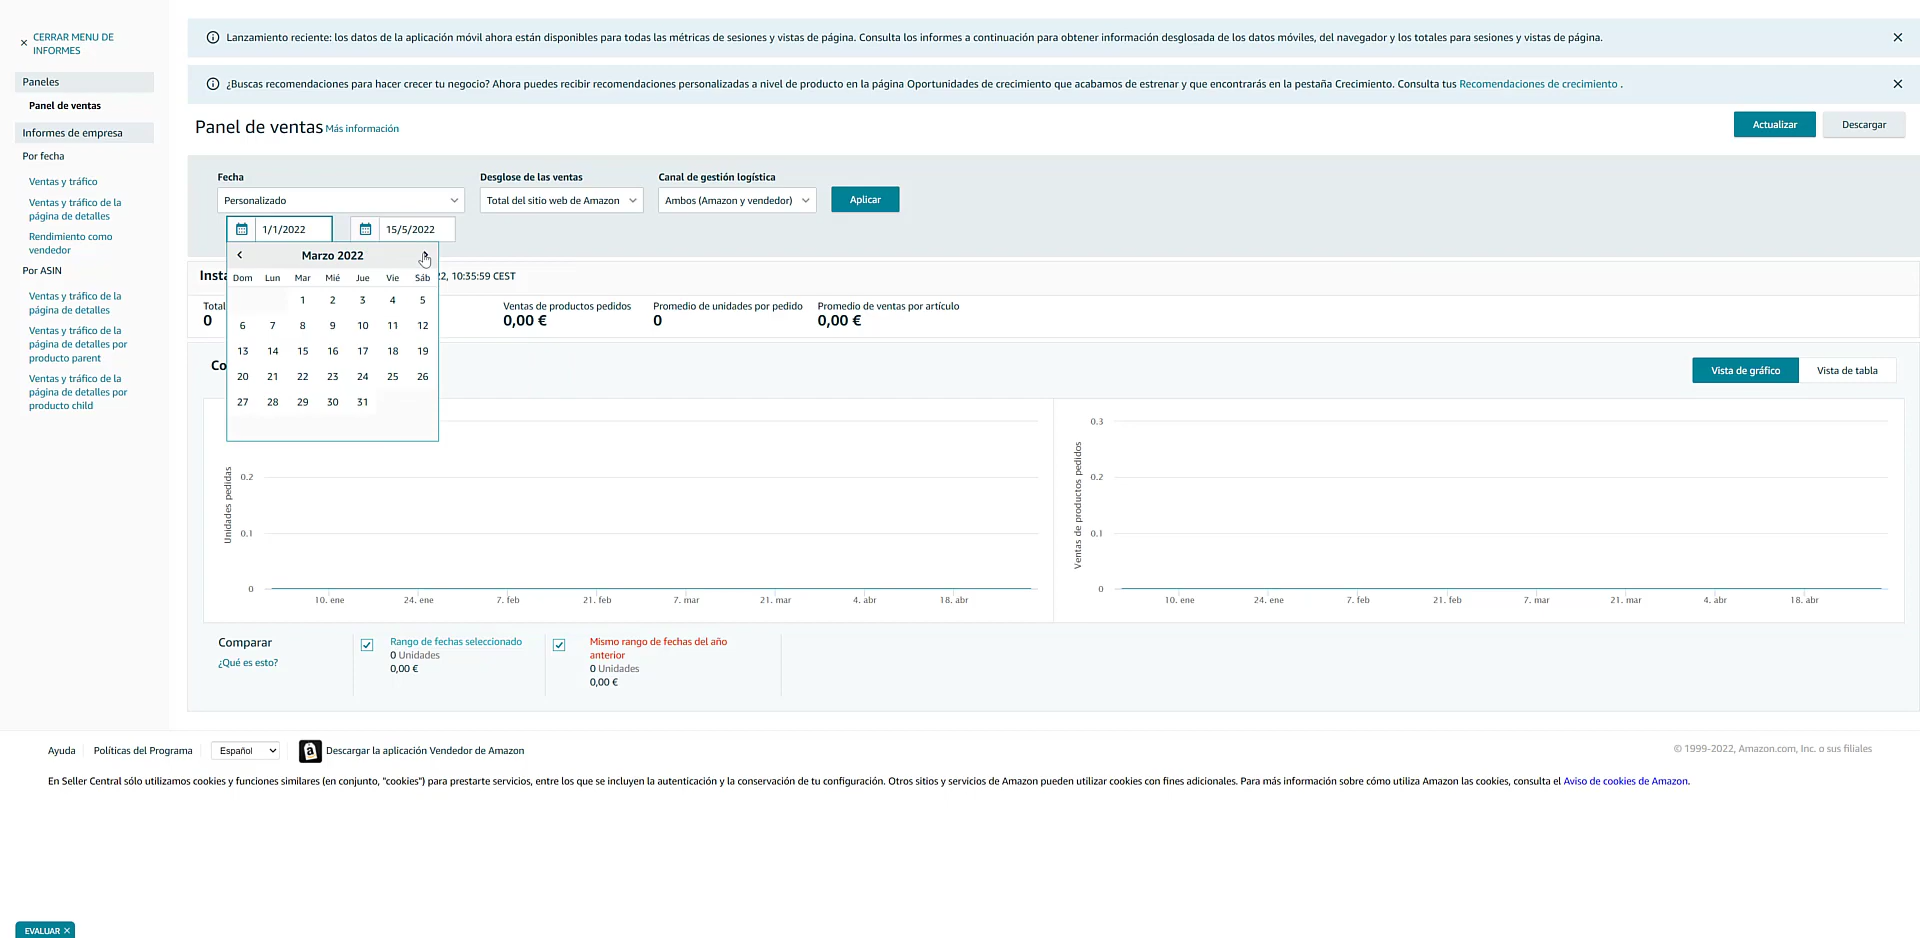 CERRAR MENU DE
INFORMES
Paneles
Panel de ventas
Informes de empresa
Por fecha
Ventas y tráfico
Ventas y tráfico de la
página de detalles
Rendimiento como
vendedor
Por ASIN
Ventas y tráfico de la
página de detalles
Ventas y tráfico de la
página de detalles por
producto parent
Ventas y tráfico de la
página de detalles por
producto child
Lanzamiento reciente: los datos de la aplicación móvil ahora están disponibles para todas las métricas de sesiones y vistas de página. Consulta los informes a continuación para obtener información desglosada de los datos móviles, del navegador y los totales para sesiones y vistas de página.
¿Buscas recomendaciones para hacer crecer tu negocio? Ahora puedes recibir recomendaciones personalizadas a nivel de producto en la página Oportunidades de crecimiento que acabamos de estrenar y que encontrarás en la pestaña Crecimiento. Consulta tus Recomendaciones de crecimiento .
Panel de ventas Más información
Actualizar Descargar
Fecha Desglose de las ventas Canal de gestión logística
Personalizado Total del sitio web de Amazon Ambos (Amazon y vendedor) Aplicar
1/1/2022 15/5/2022
Marzo 2022
Dom Lun Mar Mié Jue Vie Sáb
1 2 3 4 5
6 7 8 9 10 11 12
13 14 15 16 17 18 19
20 21 22 23 24 25 26
27 28 29 30 31
Insta 22, 10:35:59 CEST
Total Ventas de productos pedidos Promedio de unidades por pedido Promedio de ventas por artículo
0 0,00 € 0 0,00 €
Co
Vista de gráfico Vista de tabla
Unidades pedidas
0.2
0.1
0
10. ene 24. ene 7. feb 21. feb 7. mar 21. mar 4. abr 18. abr
Ventas de productos pedidos
0.3
0.2
0.1
0
10. ene 24. ene 7. feb 21. feb 7. mar 21. mar 4. abr 18. abr
Comparar
¿Qué es esto?
Rango de fechas seleccionado
0 Unidades
0,00 €
Mismo rango de fechas del año
anterior
0 Unidades
0,00 €
Ayuda Políticas del Programa Español Descargar la aplicación Vendedor de Amazon
© 1999-2022, Amazon.com, Inc. o sus filiales
En Seller Central sólo utilizamos cookies y funciones similares (en conjunto, "cookies") para prestarte servicios, entre los que se incluyen la autenticación y la conservación de tu configuración. Otros sitios y servicios de Amazon pueden utilizar cookies con fines adicionales. Para más información sobre cómo utiliza Amazon las cookies, consulta el Aviso de cookies de Amazon.
EVALUAR